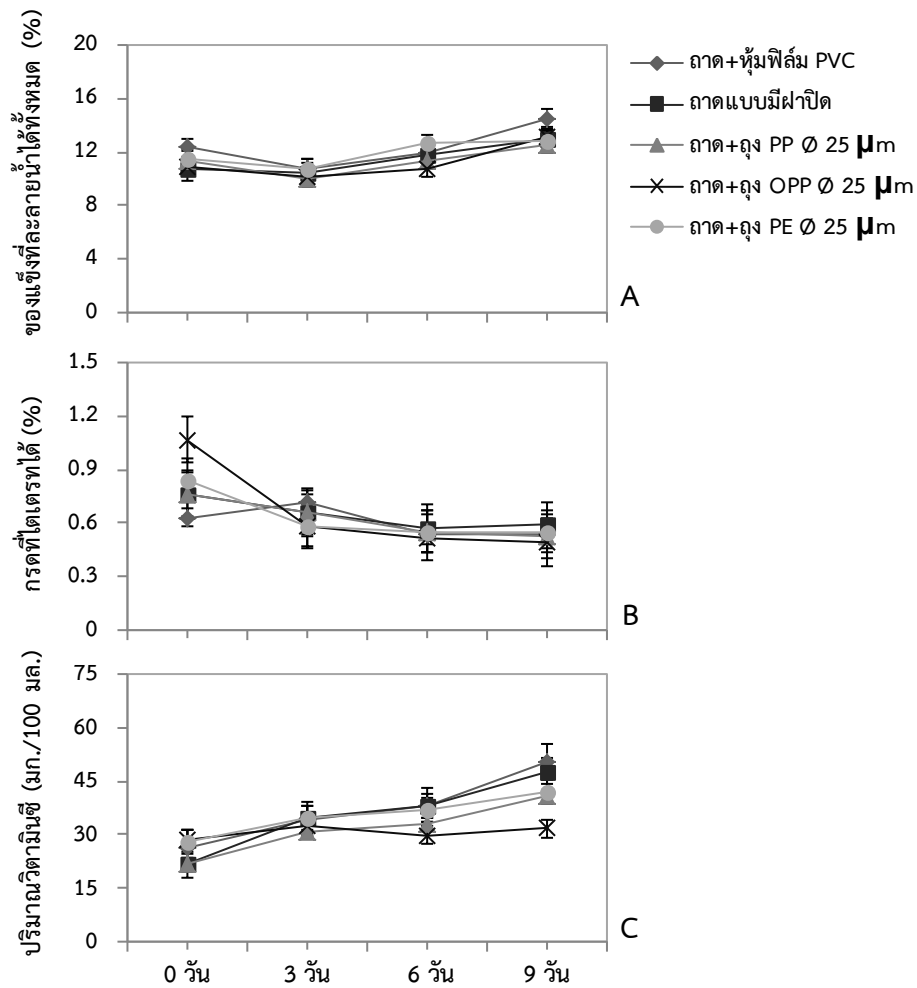 ของแข็งที่ละลายน้ำได้ทั้งหมด (%)
20
16
12
8
4
0
A
ถาด+หุ้มฟิล์ม PVC
ถาดแบบมีฝาปิด
ถาด+ถุง PP Ø 25 µm
ถาด+ถุง OPP Ø 25 µm
ถาด+ถุง PE Ø 25 µm
กรดที่ไตเตรทได้ (%)
1.5
1.2
0.9
0.6
0.3
0
B
ปริมาณวิตามินซี (มก./100 มล.)
75
60
45
30
15
0
C
0 วัน
3 วัน
6 วัน
9 วัน